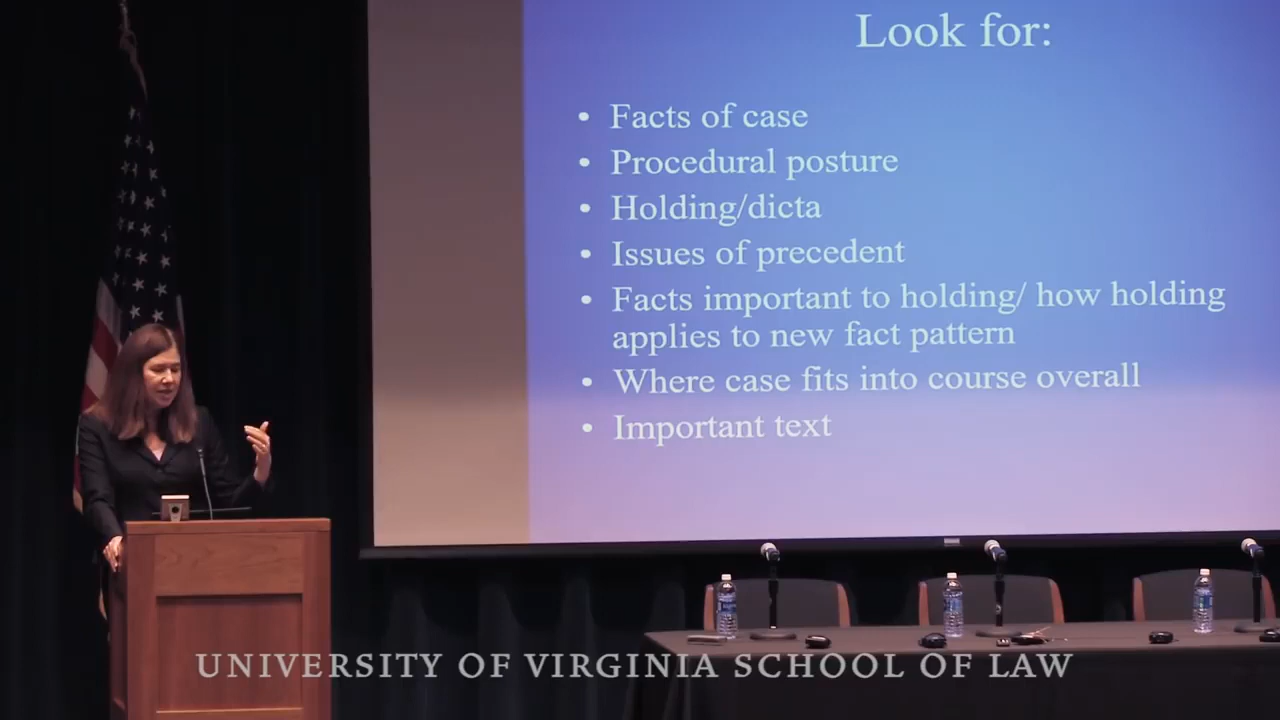 Look for:
• Facts of case
• Procedural posture
• Holding/dicta
• Issues of precedent
• Facts important to holding/ how holding
applies to new fact pattern
• Where case fits into course overall
• Important text
UNIVERSITY OF VIRGINIA SCHOOL OF LAW